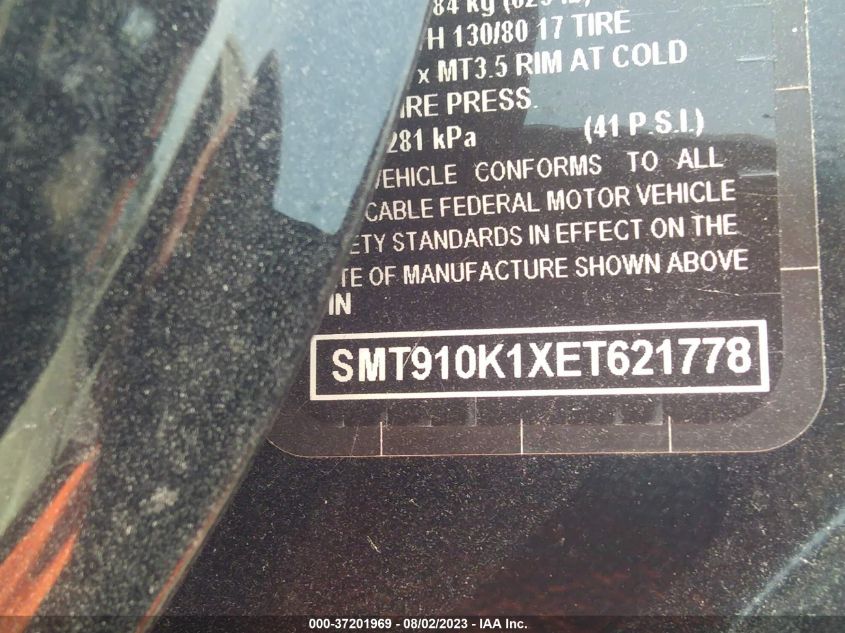 84 kg
H 130/80 17 TIRE
x MT3.5 RIM AT COLD
IRE PRESS.
281 kPa (41 P.S.I.)
VEHICLE CONFORMS TO ALL
CABLE FEDERAL MOTOR VEHICLE
ETY STANDARDS IN EFFECT ON THE
TE OF MANUFACTURE SHOWN ABOVE
IN
SMT910K1XET621778
000-37201969 - 08/02/2023 - IAA Inc.